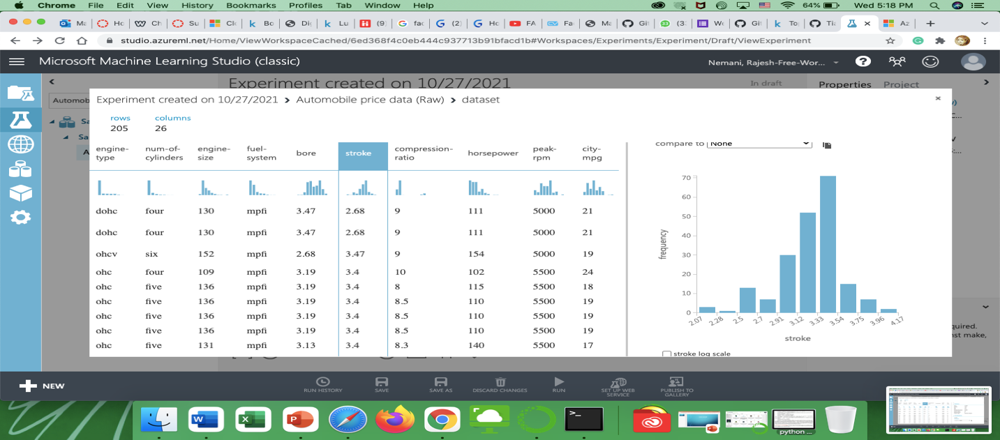 Chrome File Edit View History Bookmarks Profiles Tab Window Help 64% Wed 5:18 PM
Ma Ho Ch Su Clo Bo Di Lu (9) fac (2) Ho FA Fa Ma Git (3 We Git To Tia Az
studio.azureml.net/Home/ViewWorkspaceCached/6ed368f4c0eb444c937713b91bfacd1b#Workspaces/Experiments/Experiment/Draft/ViewExperiment
Microsoft Machine Learning Studio (classic) Nemani, Rajesh-Free-Wor...
Experiment created on 10/27/2021 In draft Properties Project
Automob
Experiment created on 10/27/2021 > Automobile price data (Raw) > dataset
rows columns
205 26
engine-type num-of-cylinders engine-size fuel-system bore stroke compression-ratio horsepower peak-rpm city-mpg
dohc four 130 mpfi 3.47 2.68 9 111 5000 21
dohc four 130 mpfi 3.47 2.68 9 111 5000 21
ohcv six 152 mpfi 2.68 3.47 9 154 5000 19
ohc four 109 mpfi 3.19 3.4 10 102 5500 24
ohc five 136 mpfi 3.19 3.4 8 115 5500 18
ohc five 136 mpfi 3.19 3.4 8.5 110 5500 19
ohc five 136 mpfi 3.19 3.4 8.5 110 5500 19
ohc five 136 mpfi 3.19 3.4 8.5 110 5500 19
ohc five 131 mpfi 3.13 3.4 8.3 140 5500 17
compare to None
70
60
50
40
30
20
10
0
2.07 2.28 2.5 2.7 2.91 3.12 3.33 3.54 3.75 3.96 4.17
frequency
stroke
stroke log scale
Sa
Sa
A
quired.
st make,
NEW
RUN HISTORY SAVE SAVE AS DISCARD CHANGES RUN SET UP WEB SERVICE PUBLISH TO GALLERY
python ...